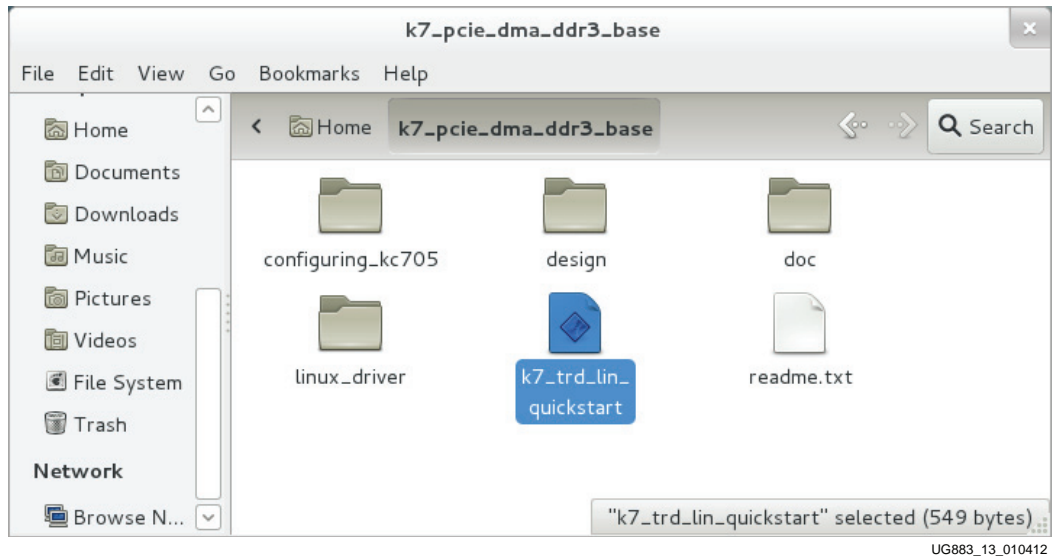 k7_pcie_dma_ddr3_base
File Edit View Go Bookmarks Help
Home
Documents
Downloads
Music
Pictures
Videos
File System
Trash
Network
Browse N...
Home k7_pcie_dma_ddr3_base
Search
configuring_kc705
design
doc
linux_driver
k7_trd_lin_
quickstart
readme.txt
"k7_trd_lin_quickstart" selected (549 bytes)
UG883_13_010412